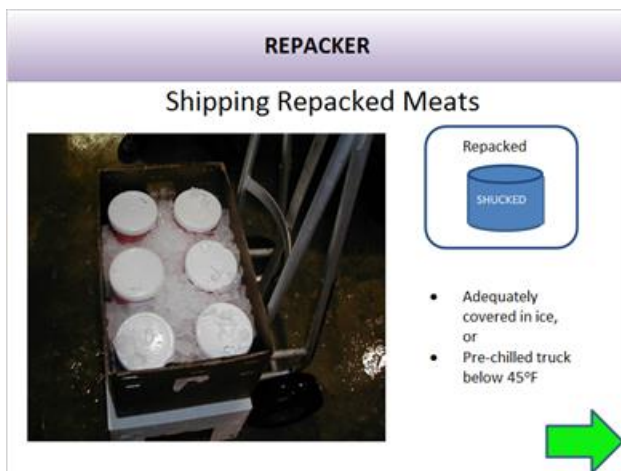 REPACKER
Shipping Repacked Meats
Repacked
SHUCKED
• Adequately
covered in ice,
or
• Pre-chilled truck
below 45°F